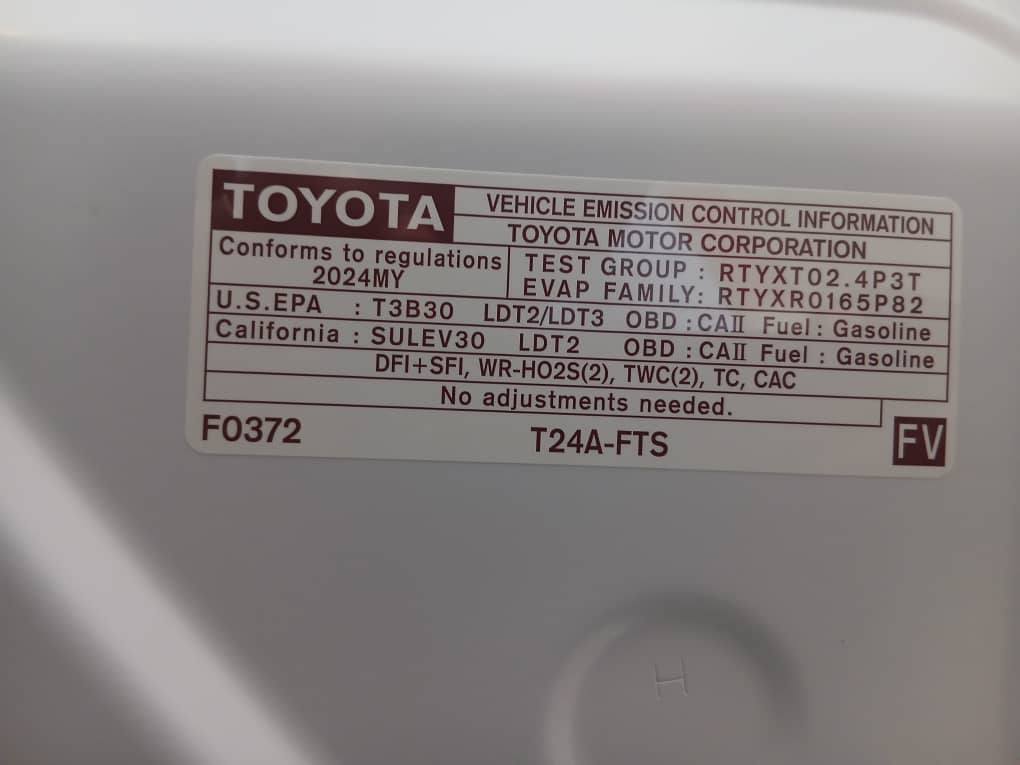 TOYOTA
VEHICLE EMISSION CONTROL INFORMATION
TOYOTA MOTOR CORPORATION
Conforms to regulations
2024MY
TEST GROUP : RTYXT02.4P3T
EVAP FAMILY: RTYXR0165P82
U.S.EPA : T3B30 LDT2/LDT3 OBD : CAII Fuel : Gasoline
California : SULEV30 LDT2 OBD : CAII Fuel : Gasoline
DFI+SFI, WR-HO2S(2), TWC(2), TC, CAC
No adjustments needed.
F0372 T24A-FTS FV
H